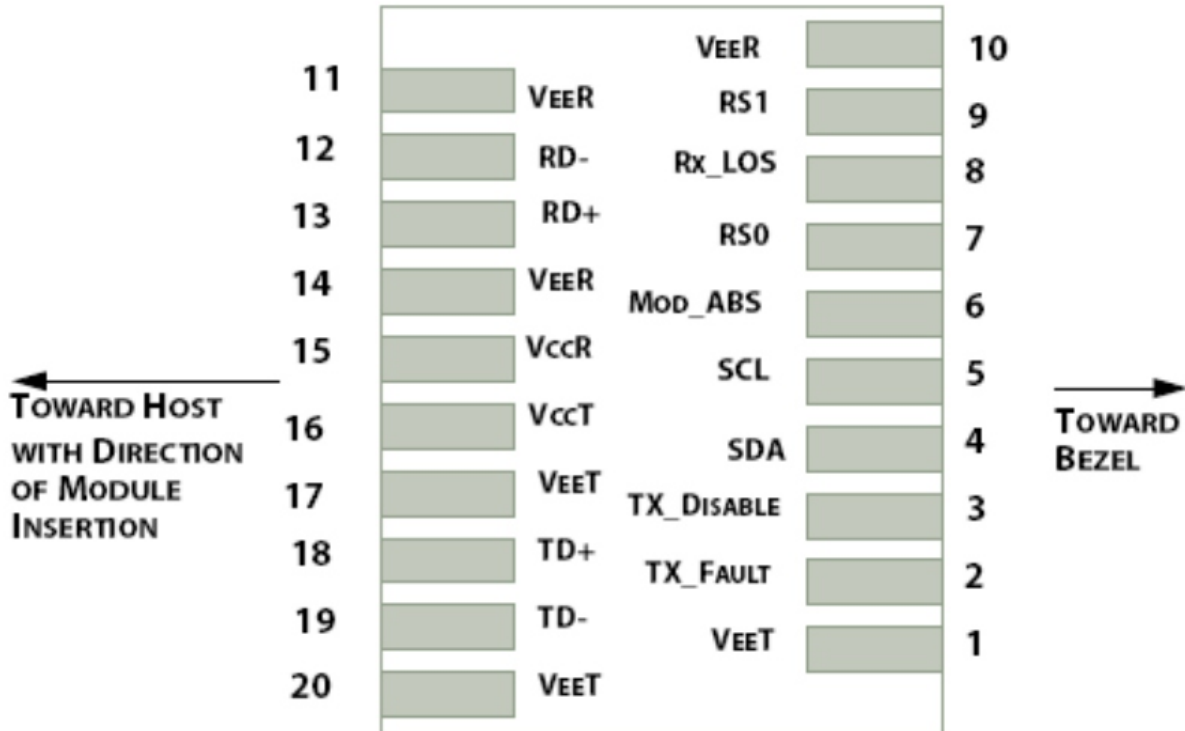 11 VEER
12 RD-
13 RD+
14 VEER
15 VCCR
16 VCCT
17 VEET
18 TD+
19 TD-
20 VEET
VEER 10
RS1 9
RX_LOS 8
RS0 7
MOD_ABS 6
SCL 5
SDA 4
TX_DISABLE 3
TX_FAULT 2
VEET 1
TOWARD HOST
WITH DIRECTION
OF MODULE
INSERTION
TOWARD
BEZEL